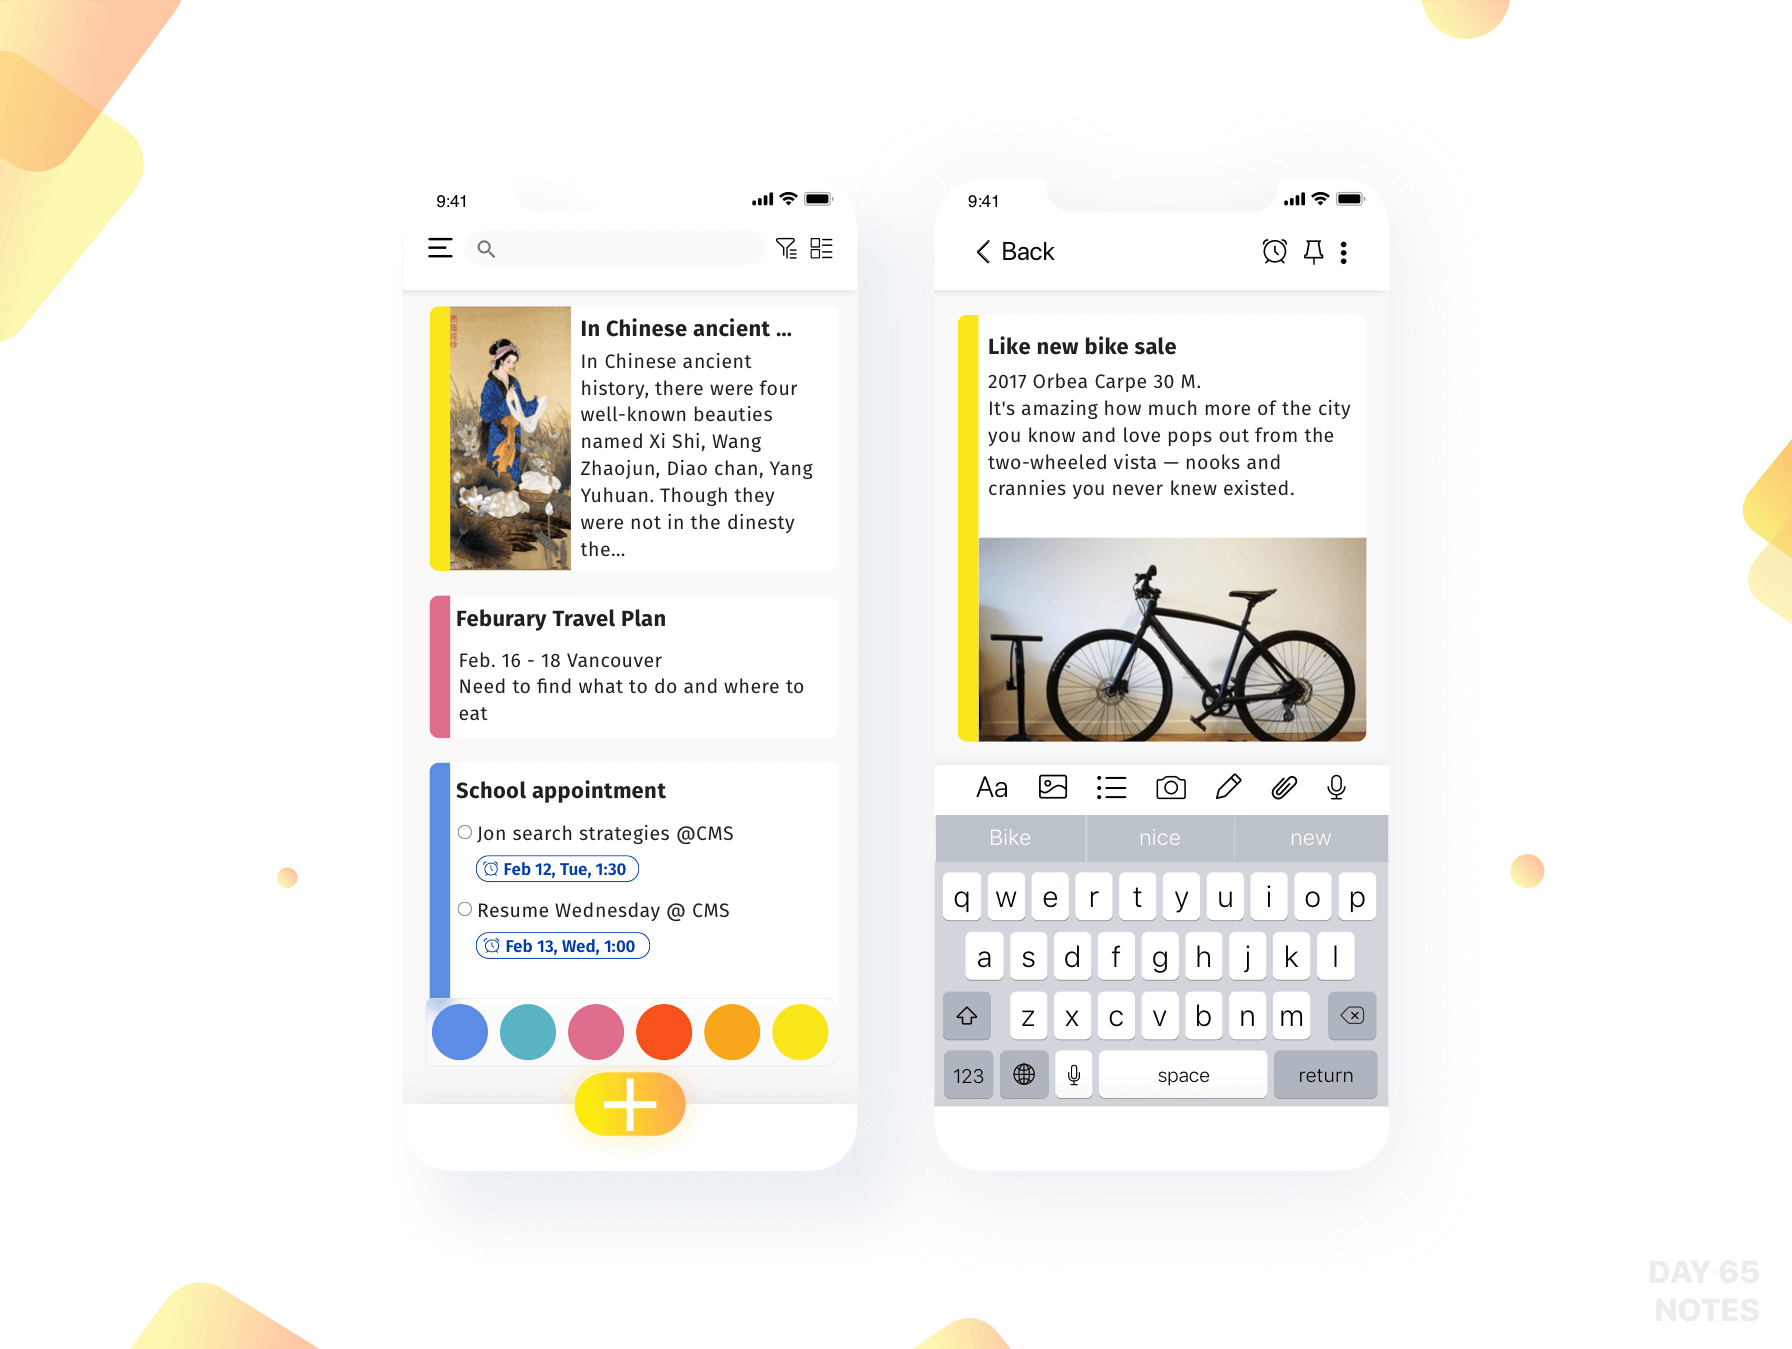 9:41
In Chinese ancient ...
In Chinese ancient
history, there were four
well-known beauties
named Xi Shi, Wang
Zhaojun, Diao chan, Yang
Yuhuan. Though they
were not in the dinesty
the...
Feburary Travel Plan
Feb. 16 - 18 Vancouver
Need to find what to do and where to
eat
School appointment
Jon search strategies @CMS
Feb 12, Tue, 1:30
Resume Wednesday @ CMS
Feb 13, Wed, 1:00
9:41
Back
Like new bike sale
2017 Orbea Carpe 30 M.
It's amazing how much more of the city
you know and love pops out from the
two-wheeled vista — nooks and
crannies you never knew existed.
Aa
Bike nice new
q w e r t y u i o p
a s d f g h j k l
z x c v b n m
123 space return
DAY 65
NOTES